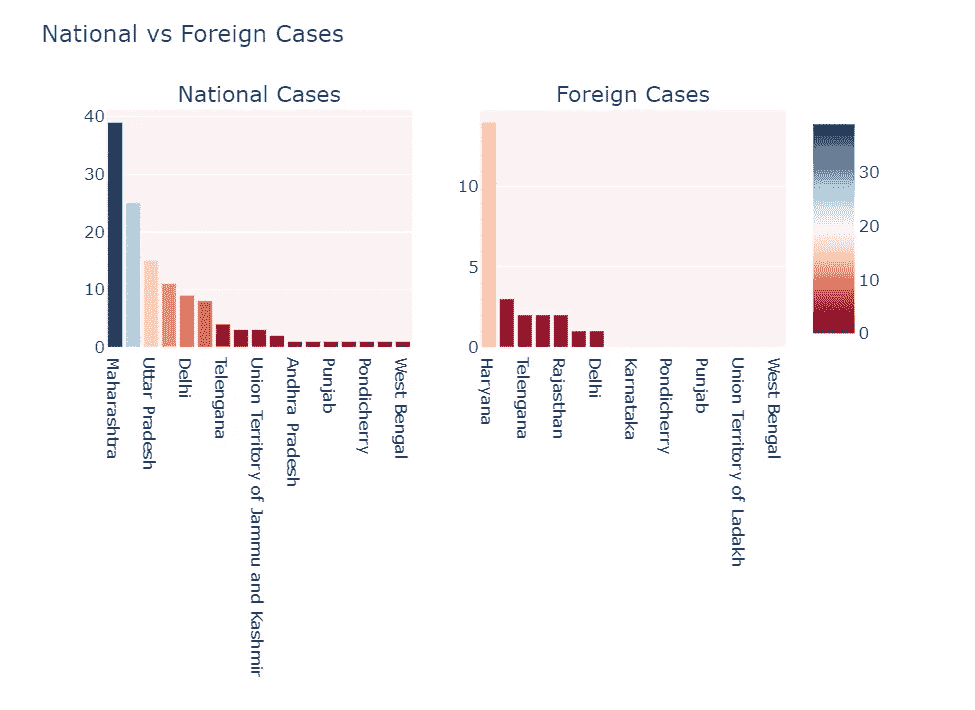 National vs Foreign Cases
National Cases
Foreign Cases
40
30
20
10
0
10
5
0
30
20
10
0
Maharashtra
Uttar Pradesh
Delhi
Telengana
Union Territory of Jammu and Kashmir
Andhra Pradesh
Punjab
Pondicherry
West Bengal
Haryana
Telengana
Rajasthan
Delhi
Karnataka
Pondicherry
Punjab
Union Territory of Ladakh
West Bengal